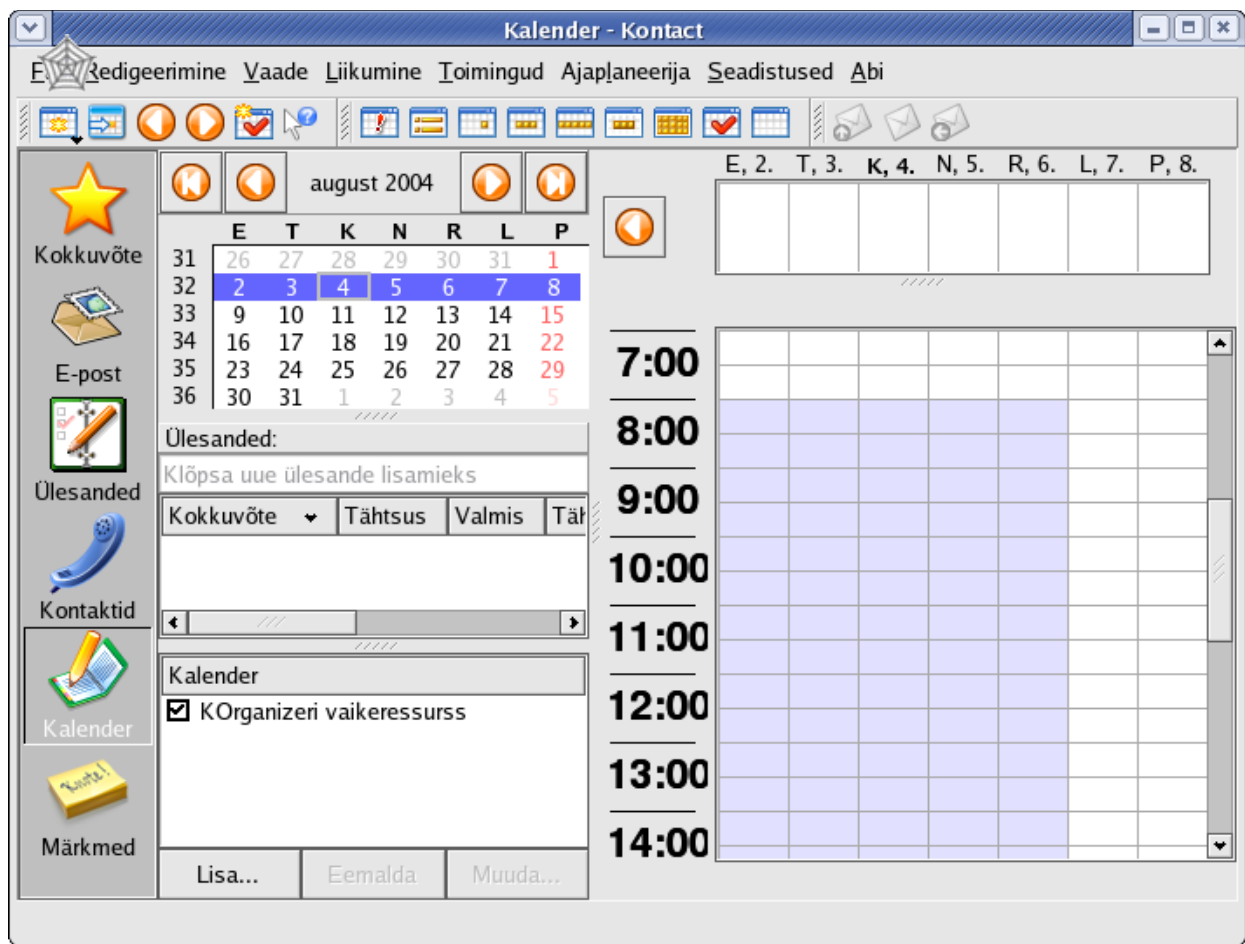 Kalender - Kontact
Redigeerimine Vaade Liikumine Toimingud Ajaplaneerija Seadistused Abi
Kokkuvõte
E-post
Ülesanded
Kontaktid
Kalender
Märkmed
august 2004
E T K N R L P
31 26 27 28 29 30 31 1
32 2 3 4 5 6 7 8
33 9 10 11 12 13 14 15
34 16 17 18 19 20 21 22
35 23 24 25 26 27 28 29
36 30 31 1 2 3 4 5
Ülesanded:
Klõpsa uue ülesande lisamieks
Kokkuvõte Tähtsus Valmis Täh
Kalender
KOrganizeri vaikeressurss
Lisa... Eemalda Muuda...
E, 2. T, 3. K, 4. N, 5. R, 6. L, 7. P, 8.
7:00
8:00
9:00
10:00
11:00
12:00
13:00
14:00